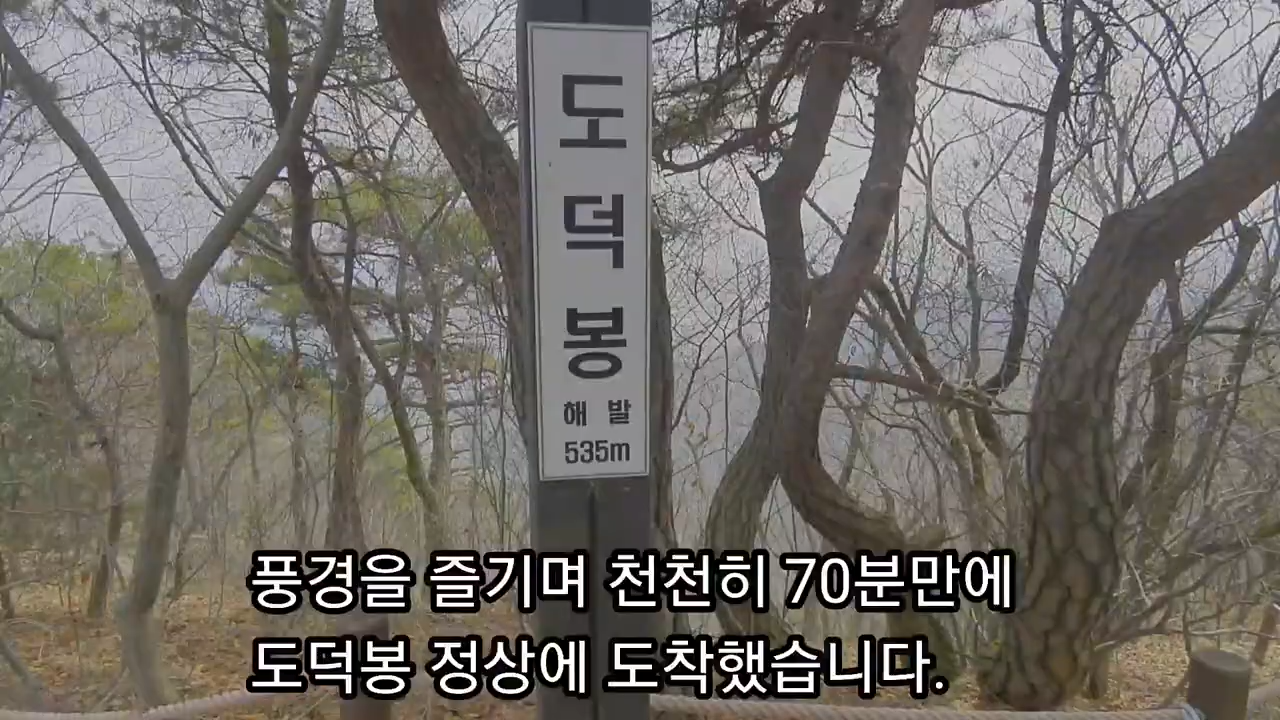 도덕봉
해발
535m
풍경을 즐기며 천천히 70분만에
도덕봉 정상에 도착했습니다.